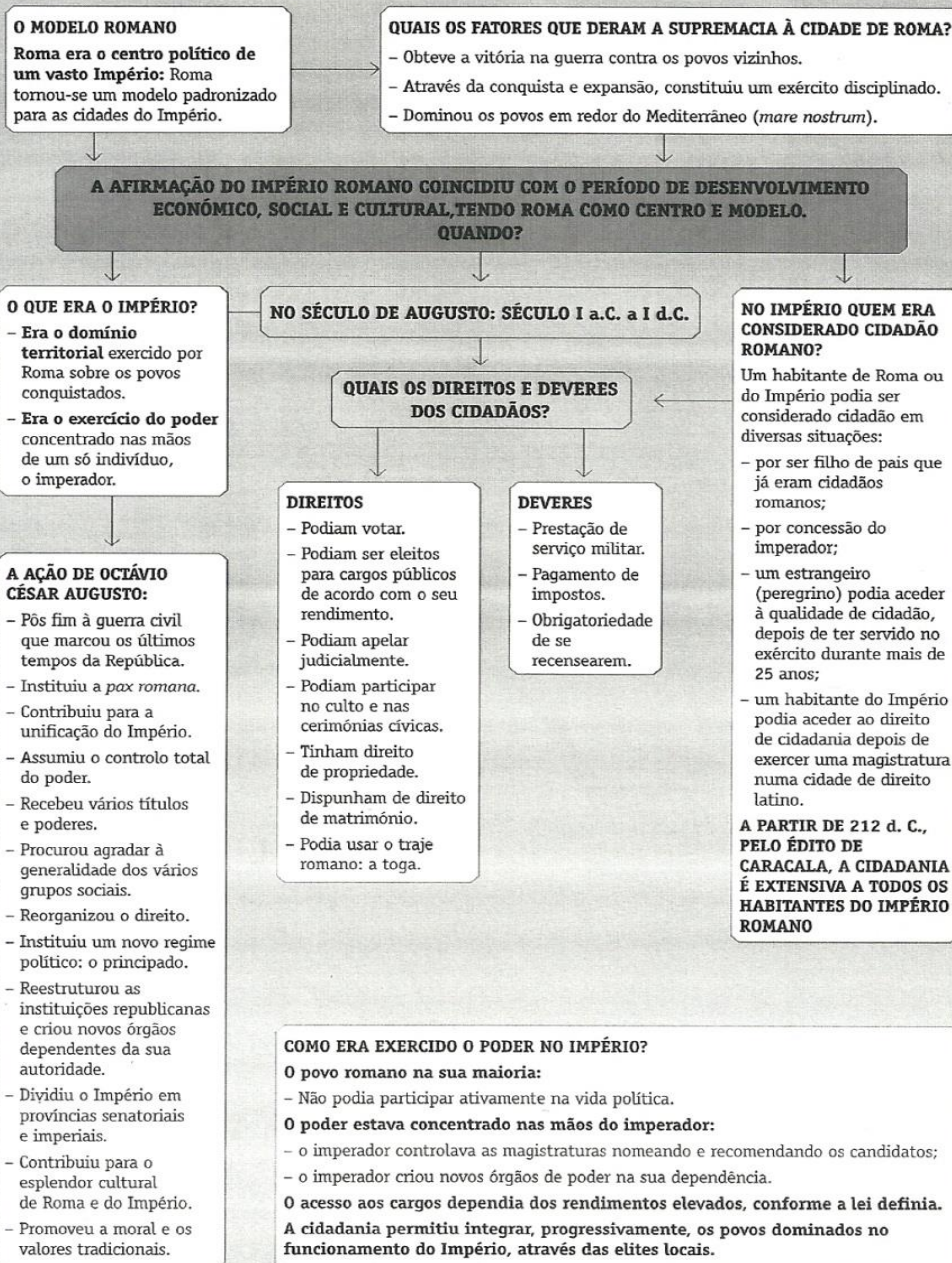 O MODELO ROMANO
Roma era o centro político de
um vasto Império: Roma
tornou-se um modelo padronizado
para as cidades do Império.
QUAIS OS FATORES QUE DERAM A SUPREMACIA À CIDADE DE ROMA?
– Obteve a vitória na guerra contra os povos vizinhos.
– Através da conquista e expansão, constituiu um exército disciplinado.
– Dominou os povos em redor do Mediterrâneo (mare nostrum).
A AFIRMAÇÃO DO IMPÉRIO ROMANO COINCIDIU COM O PERÍODO DE DESENVOLVIMENTO
ECONÓMICO, SOCIAL E CULTURAL,TENDO ROMA COMO CENTRO E MODELO.
QUANDO?
O QUE ERA O IMPÉRIO?
– Era o domínio
territorial exercido por
Roma sobre os povos
conquistados.
– Era o exercício do poder
concentrado nas mãos
de um só indivíduo,
o imperador.
NO SÉCULO DE AUGUSTO: SÉCULO I a.C. a I d.C.
QUAIS OS DIREITOS E DEVERES
DOS CIDADÃOS?
DIREITOS
– Podiam votar.
– Podiam ser eleitos
para cargos públicos
de acordo com o seu
rendimento.
– Podiam apelar
judicialmente.
– Podiam participar
no culto e nas
cerimónias cívicas.
– Tinham direito
de propriedade.
– Dispunham de direito
de matrimónio.
– Podia usar o traje
romano: a toga.
DEVERES
– Prestação de
serviço militar.
– Pagamento de
impostos.
– Obrigatoriedade
de se
recensearem.
NO IMPÉRIO QUEM ERA
CONSIDERADO CIDADÃO
ROMANO?
Um habitante de Roma ou
do Império podia ser
considerado cidadão em
diversas situações:
– por ser filho de pais que
já eram cidadãos
romanos;
– por concessão do
imperador;
– um estrangeiro
(peregrino) podia aceder
à qualidade de cidadão,
depois de ter servido no
exército durante mais de
25 anos;
– um habitante do Império
podia aceder ao direito
de cidadania depois de
exercer uma magistratura
numa cidade de direito
latino.
A PARTIR DE 212 d. C.,
PELO ÉDITO DE
CARACALA, A CIDADANIA
É EXTENSIVA A TODOS OS
HABITANTES DO IMPÉRIO
ROMANO
A AÇÃO DE OCTÁVIO
CÉSAR AUGUSTO:
– Pôs fim à guerra civil
que marcou os últimos
tempos da República.
– Instituiu a pax romana.
– Contribuiu para a
unificação do Império.
– Assumiu o controlo total
do poder.
– Recebeu vários títulos
e poderes.
– Procurou agradar à
generalidade dos vários
grupos sociais.
– Reorganizou o direito.
– Instituiu um novo regime
político: o principado.
– Reestruturou as
instituições republicanas
e criou novos órgãos
dependentes da sua
autoridade.
– Dividiu o Império em
províncias senatoriais
e imperiais.
– Contribuiu para o
esplendor cultural
de Roma e do Império.
– Promoveu a moral e os
valores tradicionais.
COMO ERA EXERCIDO O PODER NO IMPÉRIO?
O povo romano na sua maioria:
– Não podia participar ativamente na vida política.
O poder estava concentrado nas mãos do imperador:
– o imperador controlava as magistraturas nomeando e recomendando os candidatos;
– o imperador criou novos órgãos de poder na sua dependência.
O acesso aos cargos dependia dos rendimentos elevados, conforme a lei definia.
A cidadania permitiu integrar, progressivamente, os povos dominados no
funcionamento do Império, através das elites locais.